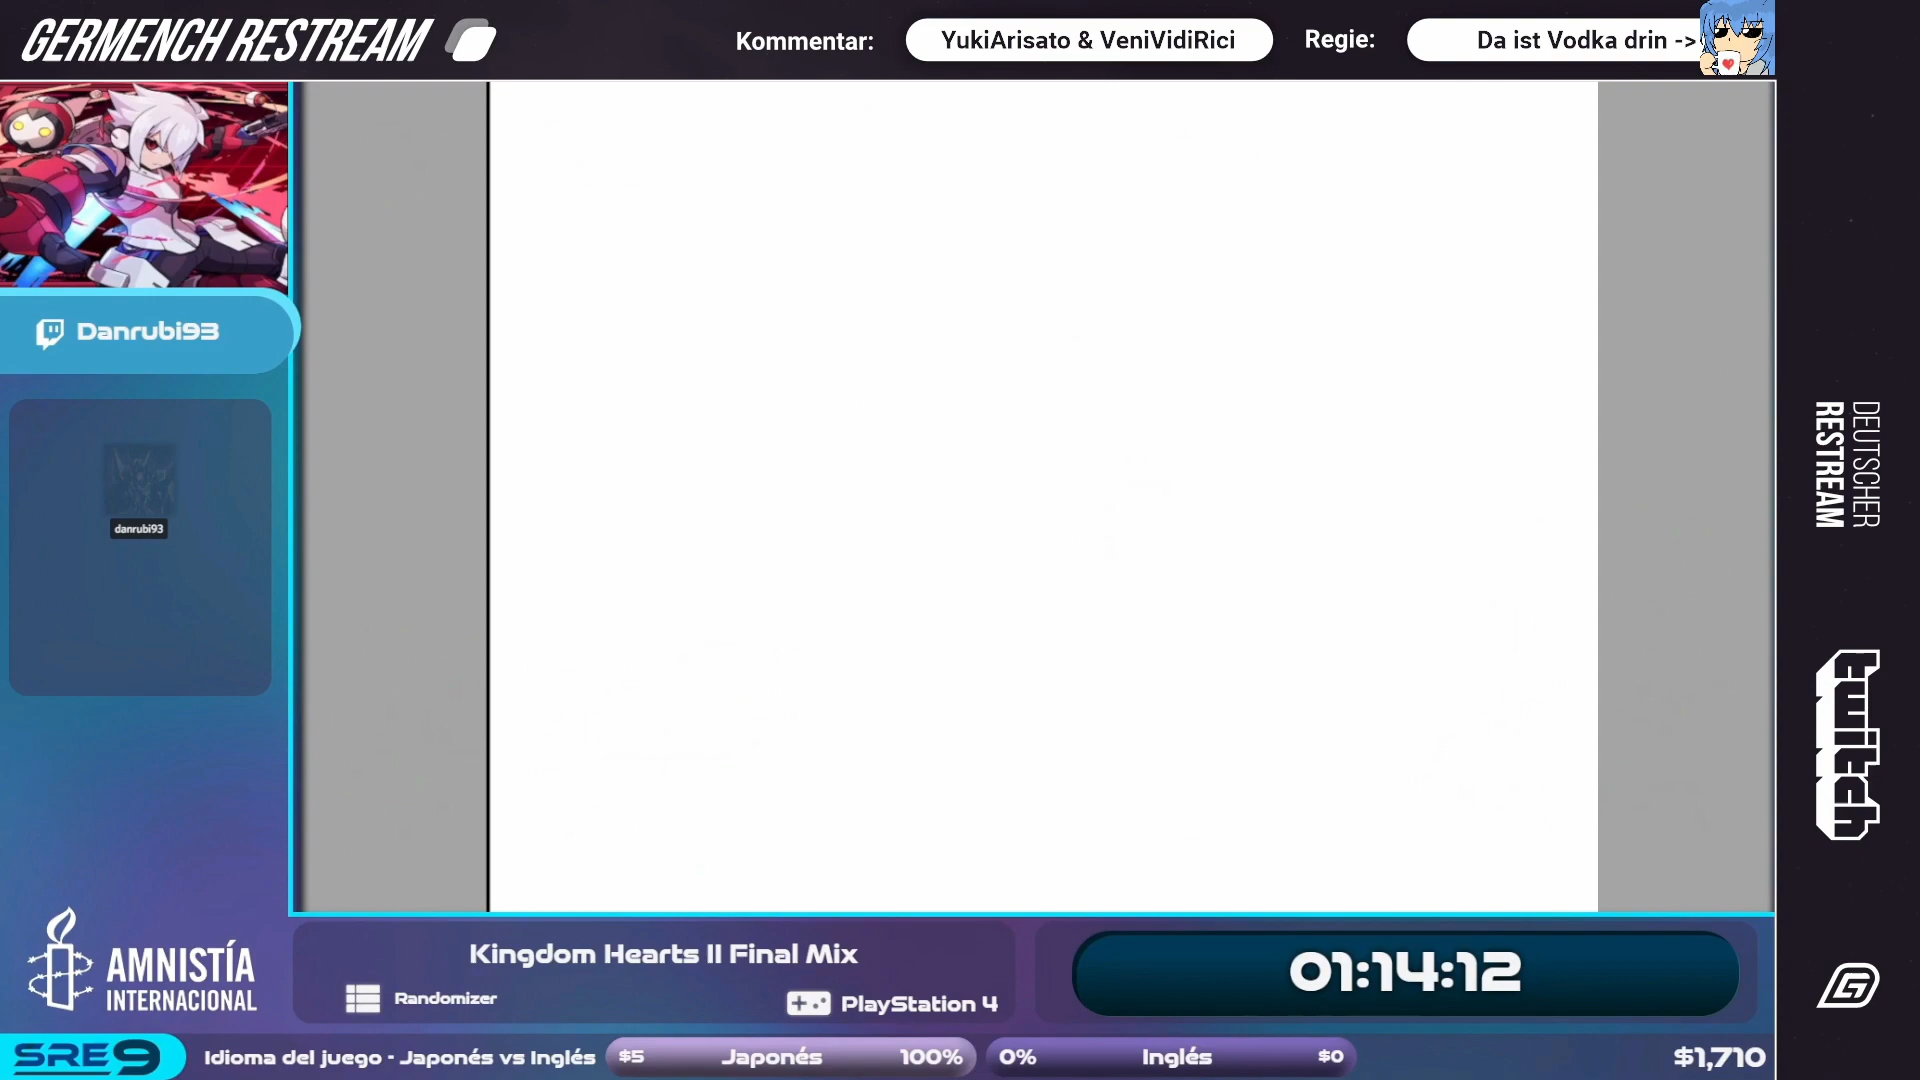 GERMENCH RESTREAM
Kommentar:
YukiArisato & VeniVidiRici
Regie:
Da ist Vodka drin ->
Danrubi93
danrubi93
DEUTSCHER
RESTREAM
twitch
AMNISTÍA
INTERNACIONAL
Kingdom Hearts II Final Mix
Randomizer
PlayStation 4
01:14:12
SRE9
Idioma del juego - Japonés vs Inglés
$5 Japonés 100%
0% Inglés $0
$1,710